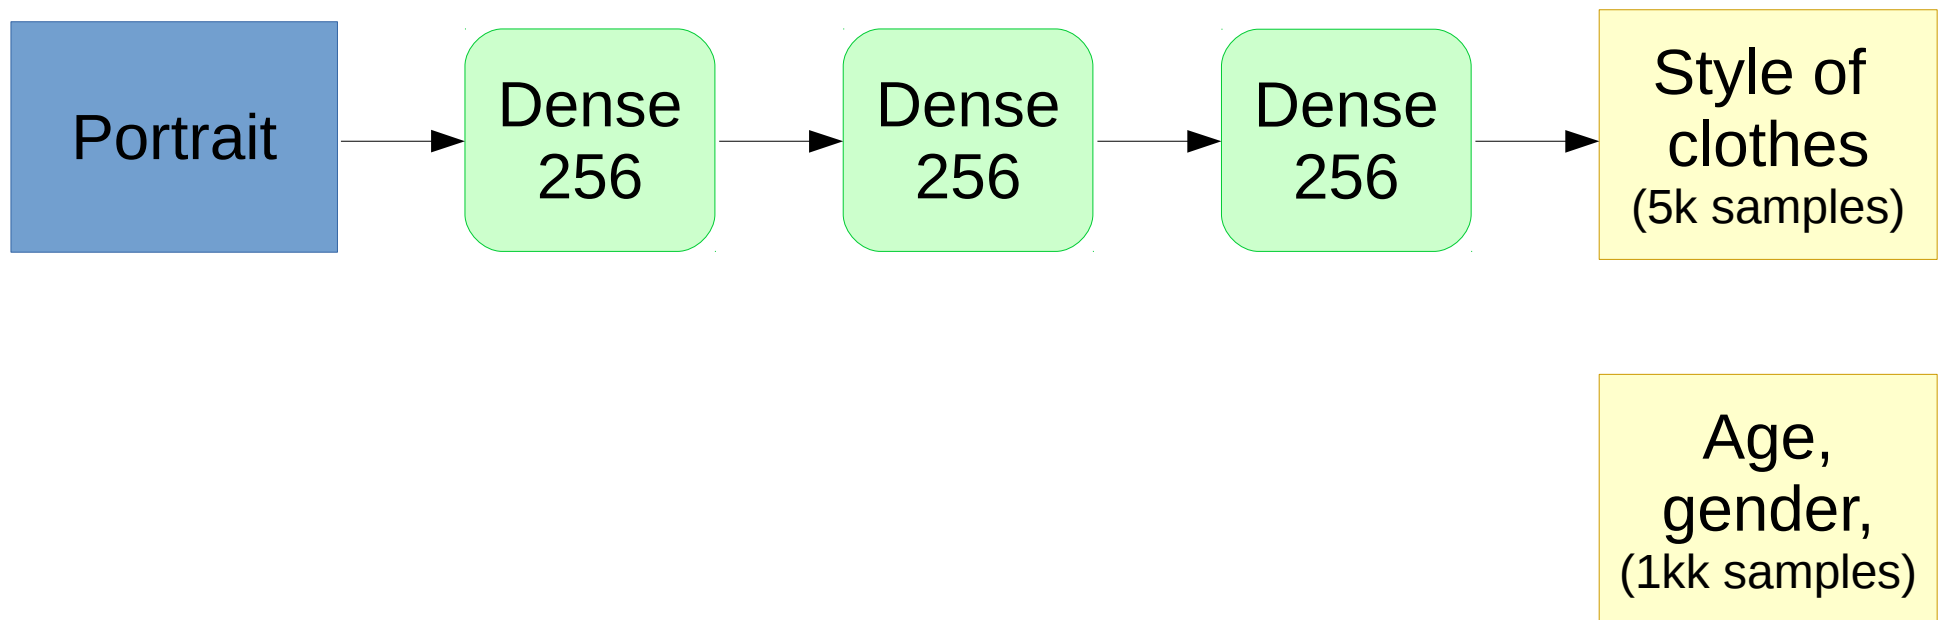 Portrait
Dense
256
Dense
256
Dense
256
Style of
clothes
(5k samples)
Age,
gender,
(1kk samples)